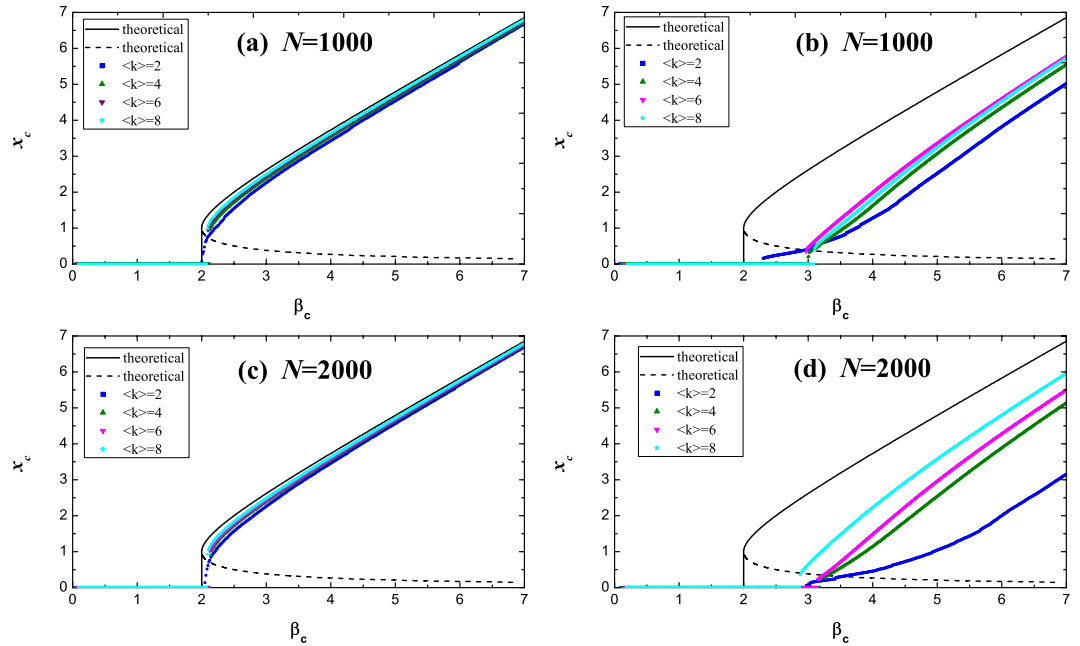 7
6
5
4
3
2
1
0
x_c
theoretical
theoretical
<k>=2
<k>=4
<k>=6
<k>=8
(a) N=1000
0 1 2 3 4 5 6 7
β_c
7
6
5
4
3
2
1
0
x_c
theoretical
theoretical
<k>=2
<k>=4
<k>=6
<k>=8
(b) N=1000
0 1 2 3 4 5 6 7
β_c
7
6
5
4
3
2
1
0
x_c
theoretical
theoretical
<k>=2
<k>=4
<k>=6
<k>=8
(c) N=2000
0 1 2 3 4 5 6 7
β_c
7
6
5
4
3
2
1
0
x_c
theoretical
theoretical
<k>=2
<k>=4
<k>=6
<k>=8
(d) N=2000
0 1 2 3 4 5 6 7
β_c